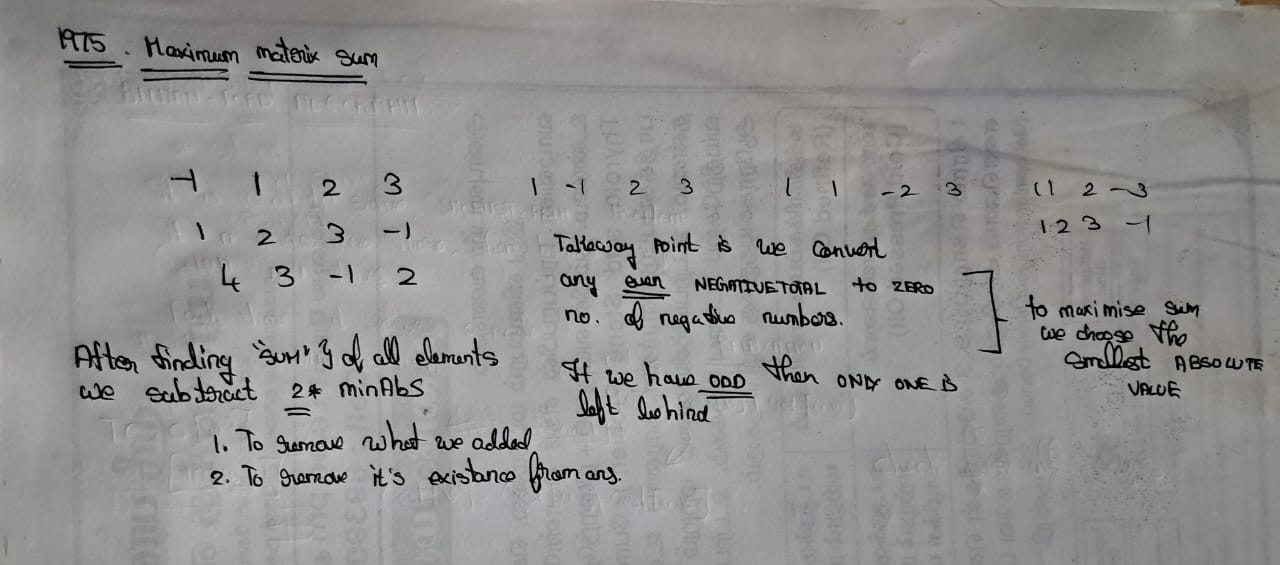 1975. Maximum matrix sum
-1 1 2 3
1 2 3 -1
4 3 -1 2
1 -1 2 3
1 1 -2 3
1 1 2 -3
1 2 3 -1
Takeaway point is we convert
any even NEGATIVE TOTAL to ZERO
no. of negative numbers.
If we have ODD then ONLY ONE IS
left behind
to maximise sum
we choose the
smallest ABSOLUTE
VALUE
After finding "SUM" of all elements
we subtract 2* minAbs
1. To remove what we added
2. To remove it's existance from ans.